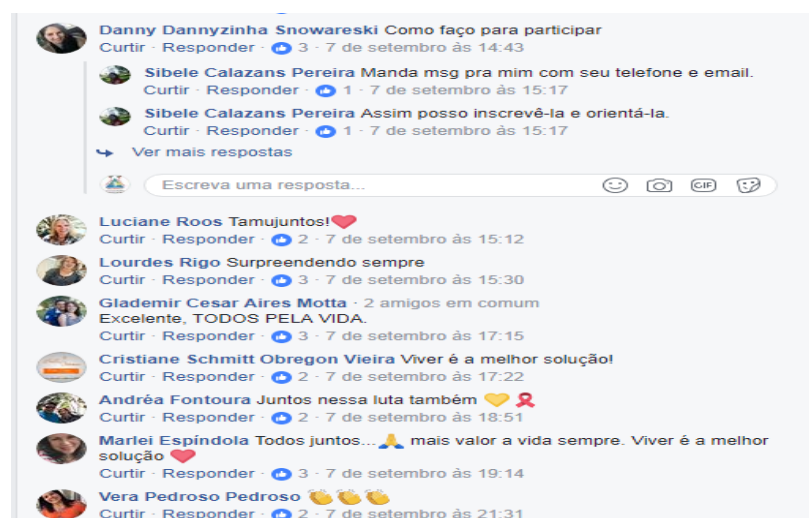 Danny Dannyzinha Snowareski Como faço para participar
Curtir · Responder · 3 · 7 de setembro às 14:43
Sibele Calazans Pereira Manda msg pra mim com seu telefone e email.
Curtir · Responder · 1 · 7 de setembro às 15:17
Sibele Calazans Pereira Assim posso inscrevê-la e orientá-la.
Curtir · Responder · 1 · 7 de setembro às 15:17
Ver mais respostas
Escreva uma resposta...
GIF
Luciane Roos Tamujuntos!❤️
Curtir · Responder · 2 · 7 de setembro às 15:12
Lourdes Rigo Surpreendendo sempre
Curtir · Responder · 3 · 7 de setembro às 15:30
Glademir Cesar Aires Motta · 2 amigos em comum
Excelente, TODOS PELA VIDA.
Curtir · Responder · 3 · 7 de setembro às 17:15
Cristiane Schmitt Obregon Vieira Viver é a melhor solução!
Curtir · Responder · 2 · 7 de setembro às 17:22
Andréa Fontoura Juntos nessa luta também 💛🎗️
Curtir · Responder · 2 · 7 de setembro às 18:51
Marlei Espíndola Todos juntos...🙏 mais valor a vida sempre. Viver é a melhor
solução ❤️
Curtir · Responder · 3 · 7 de setembro às 19:14
Vera Pedroso Pedroso 👏👏👏
Curtir · Responder · 2 · 7 de setembro às 21:31